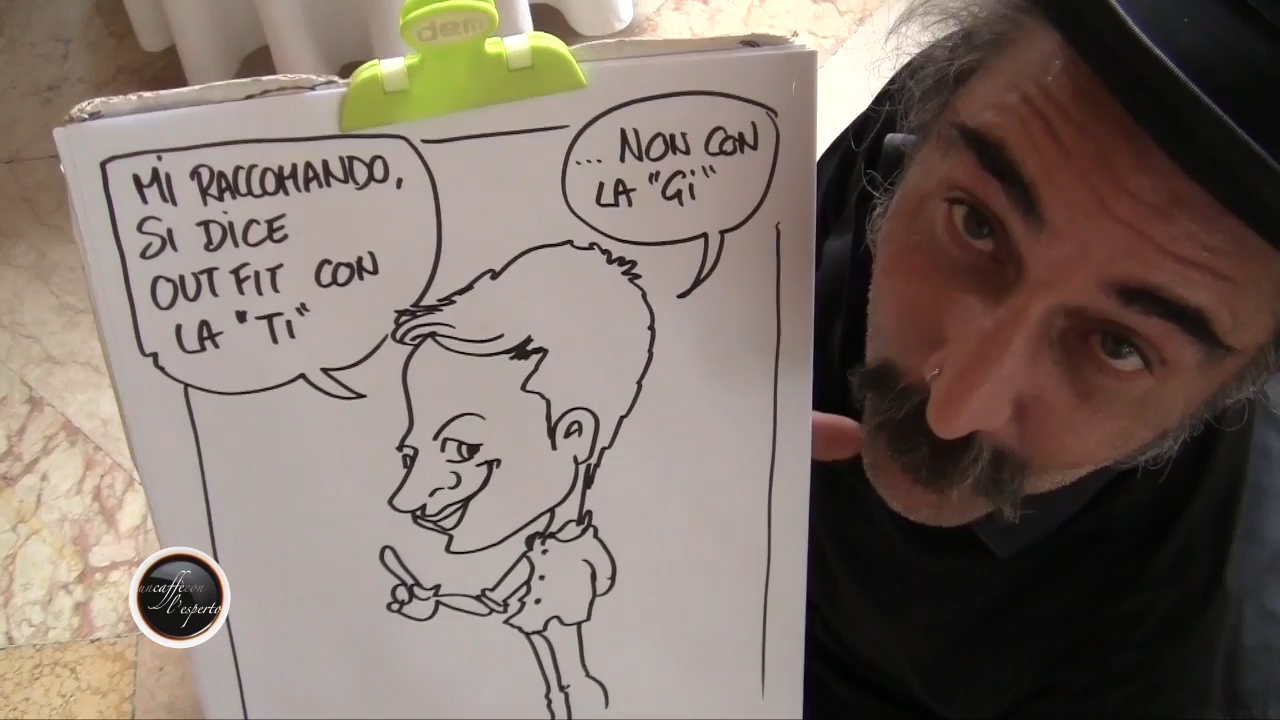 MI RACCOMANDO,
SI DICE
OUTFIT CON
LA "TI"
... NON CON
LA "GI"
dem
uncaffècon
l'esperto